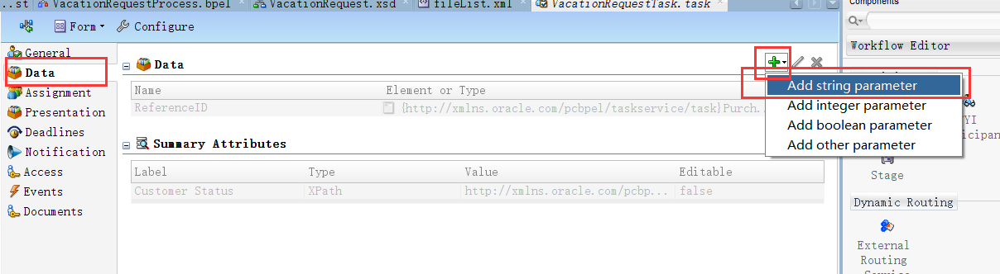 ..st VacationRequestProcess.bpel VacationRequest.xsd fileList.xml VacationRequestTask.task
Components
Form Configure
Workflow Editor
General
Data
Assignment
Presentation
Deadlines
Notification
Access
Events
Documents
Data
Name Element or Type
ReferenceID {http://xmlns.oracle.com/pcbpel/taskservice/task}Purch..
Add string parameter
Add integer parameter
Add boolean parameter
Add other parameter
Summary Attributes
Label Type Value Editable
Customer Status XPath http://xmlns.oracle.com/pcbp... false
YI
icipan
Stage
Dynamic Routing
External
Routing